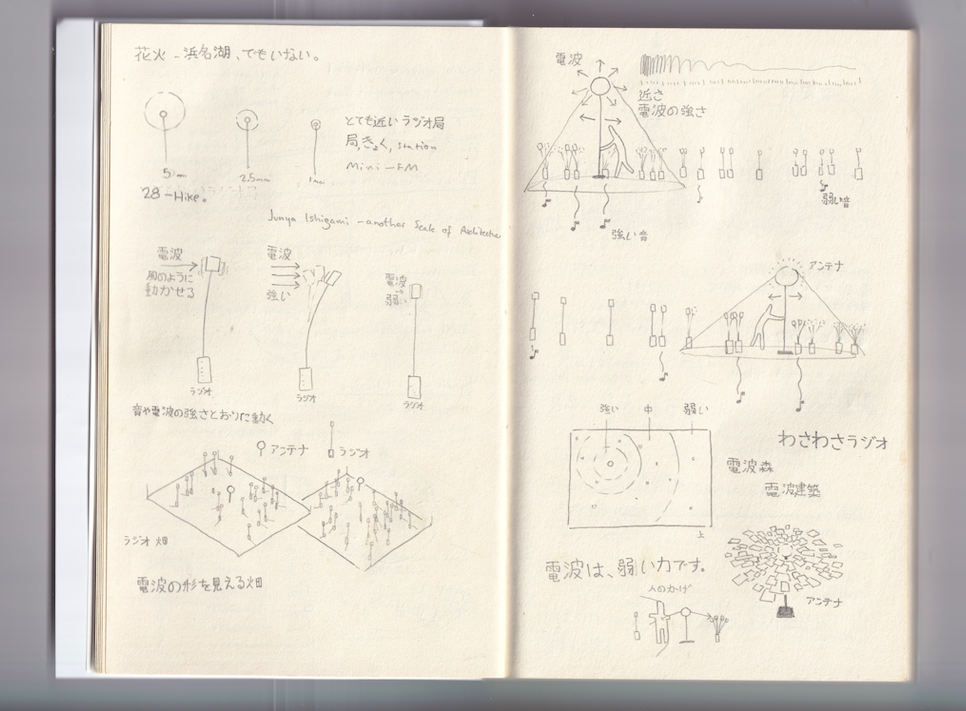 花火 - 浜名湖、でもいない。
とても近いラジオ局
局,きょく, station
Mini-FM
5mm
2.5mm
1mm
28-Hike。
Junya Ishigami - another Scale of Architecture
電波
風のように
動かせる
電波
強い
電波
弱い
ラジオ
ラジオ
ラジオ
音や電波の強さとおりに動く
アンテナ
ラジオ
ラジオ畑
電波の形を見える畑
電波
近さ
電波の強さ
弱い音
強い音
アンテナ
強い
中
弱い
わさわさラジオ
電波森
電波建築
上
電波は、弱い力です。
人のかげ
アンテナ